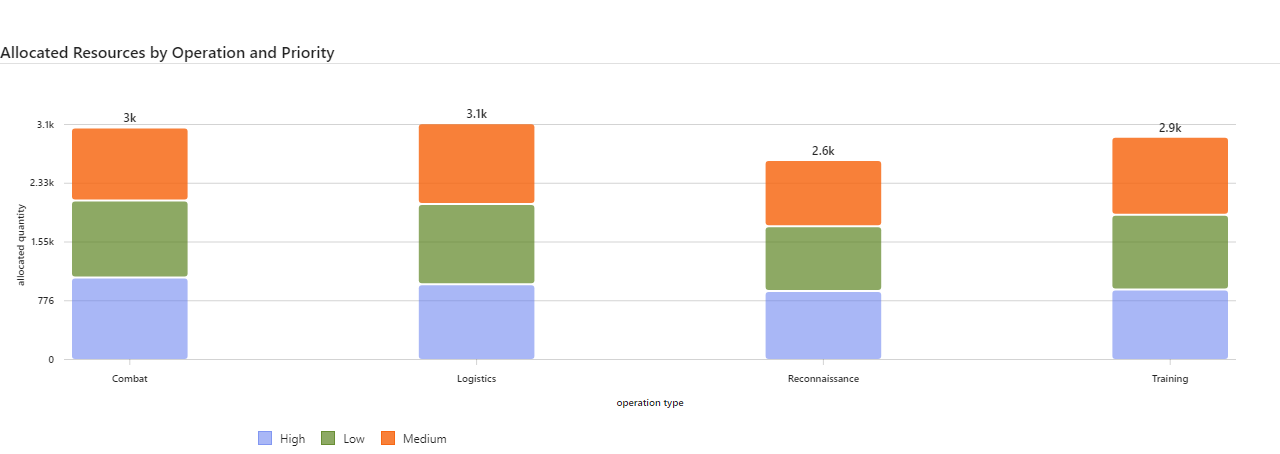 Allocated Resources by Operation and Priority
3k
3.1k
2.6k
2.9k
3.1k
2.33k
1.55k
776
0
allocated quantity
Combat
Logistics
Reconnaissance
Training
operation type
High
Low
Medium